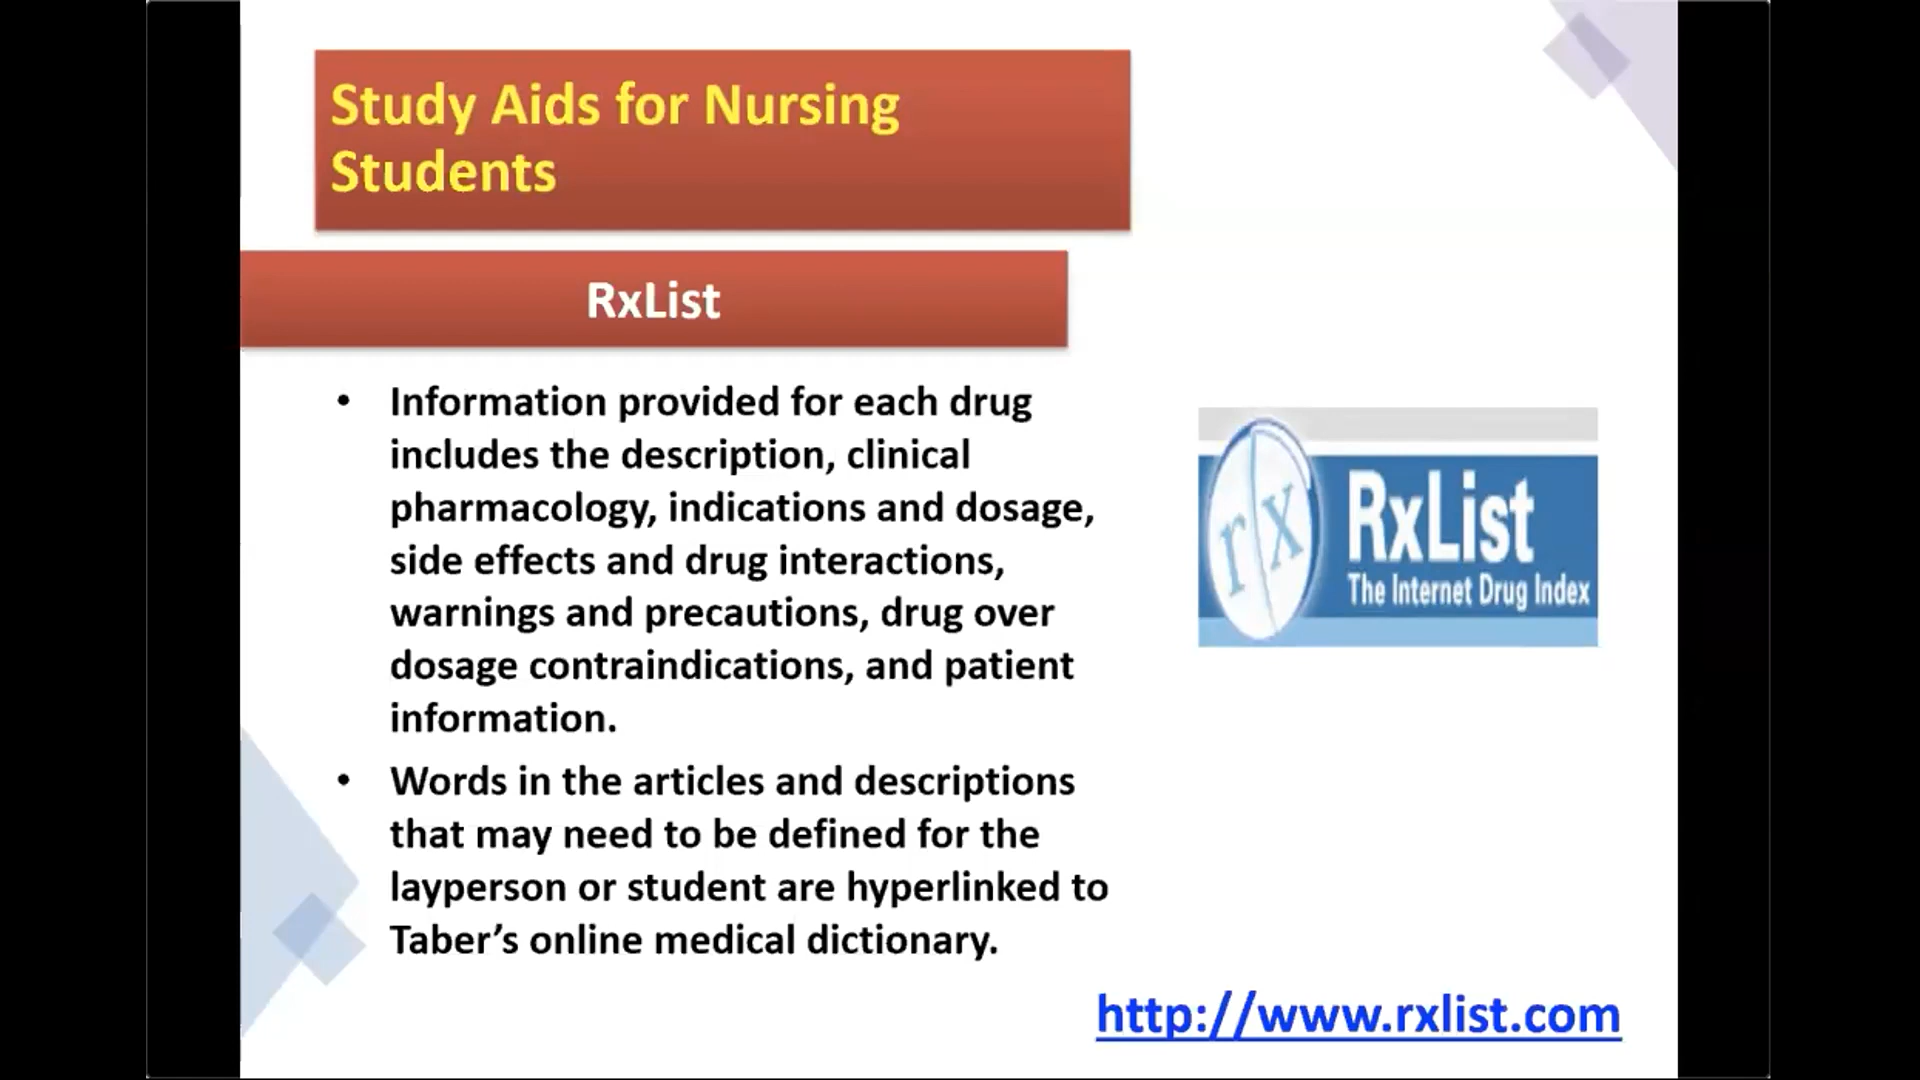 Study Aids for Nursing
Students
RxList
• Information provided for each drug
includes the description, clinical
pharmacology, indications and dosage,
side effects and drug interactions,
warnings and precautions, drug over
dosage contraindications, and patient
information.
• Words in the articles and descriptions
that may need to be defined for the
layperson or student are hyperlinked to
Taber’s online medical dictionary.
rx
RxList
The Internet Drug Index
http://www.rxlist.com